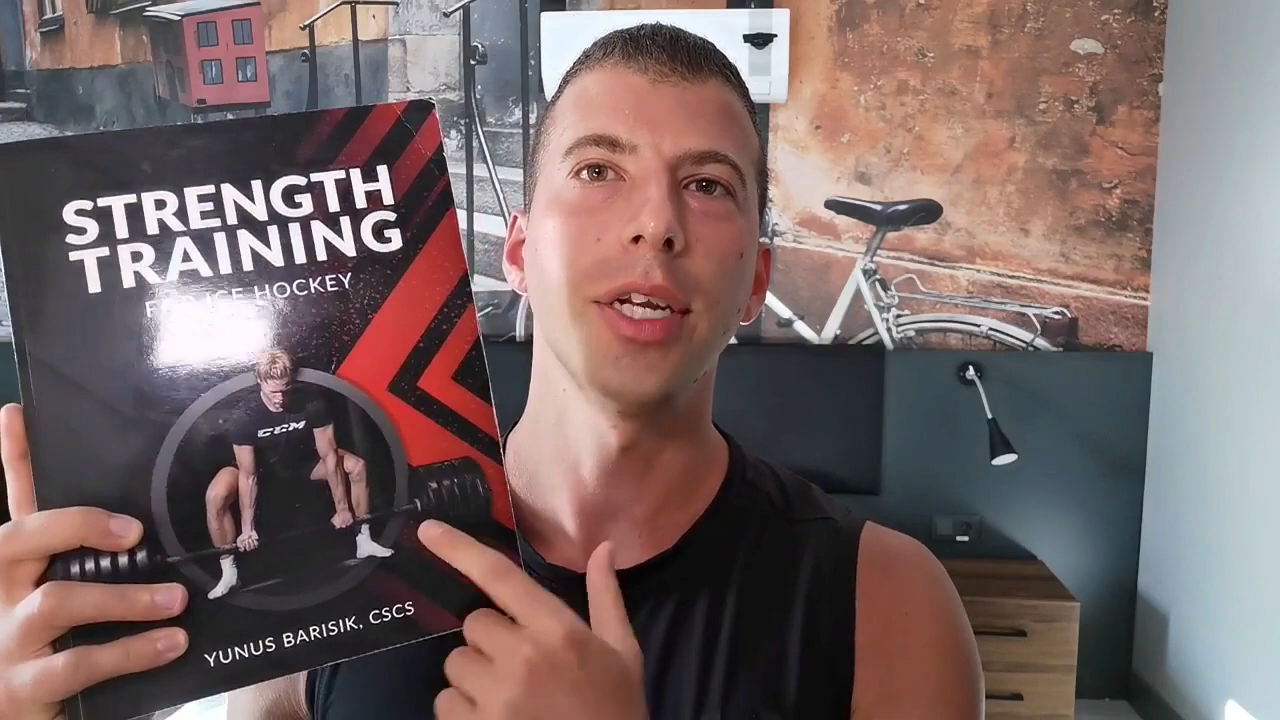 STRENGTH
TRAINING
FOR ICE HOCKEY
CCM
YUNUS BARISIK, CSCS